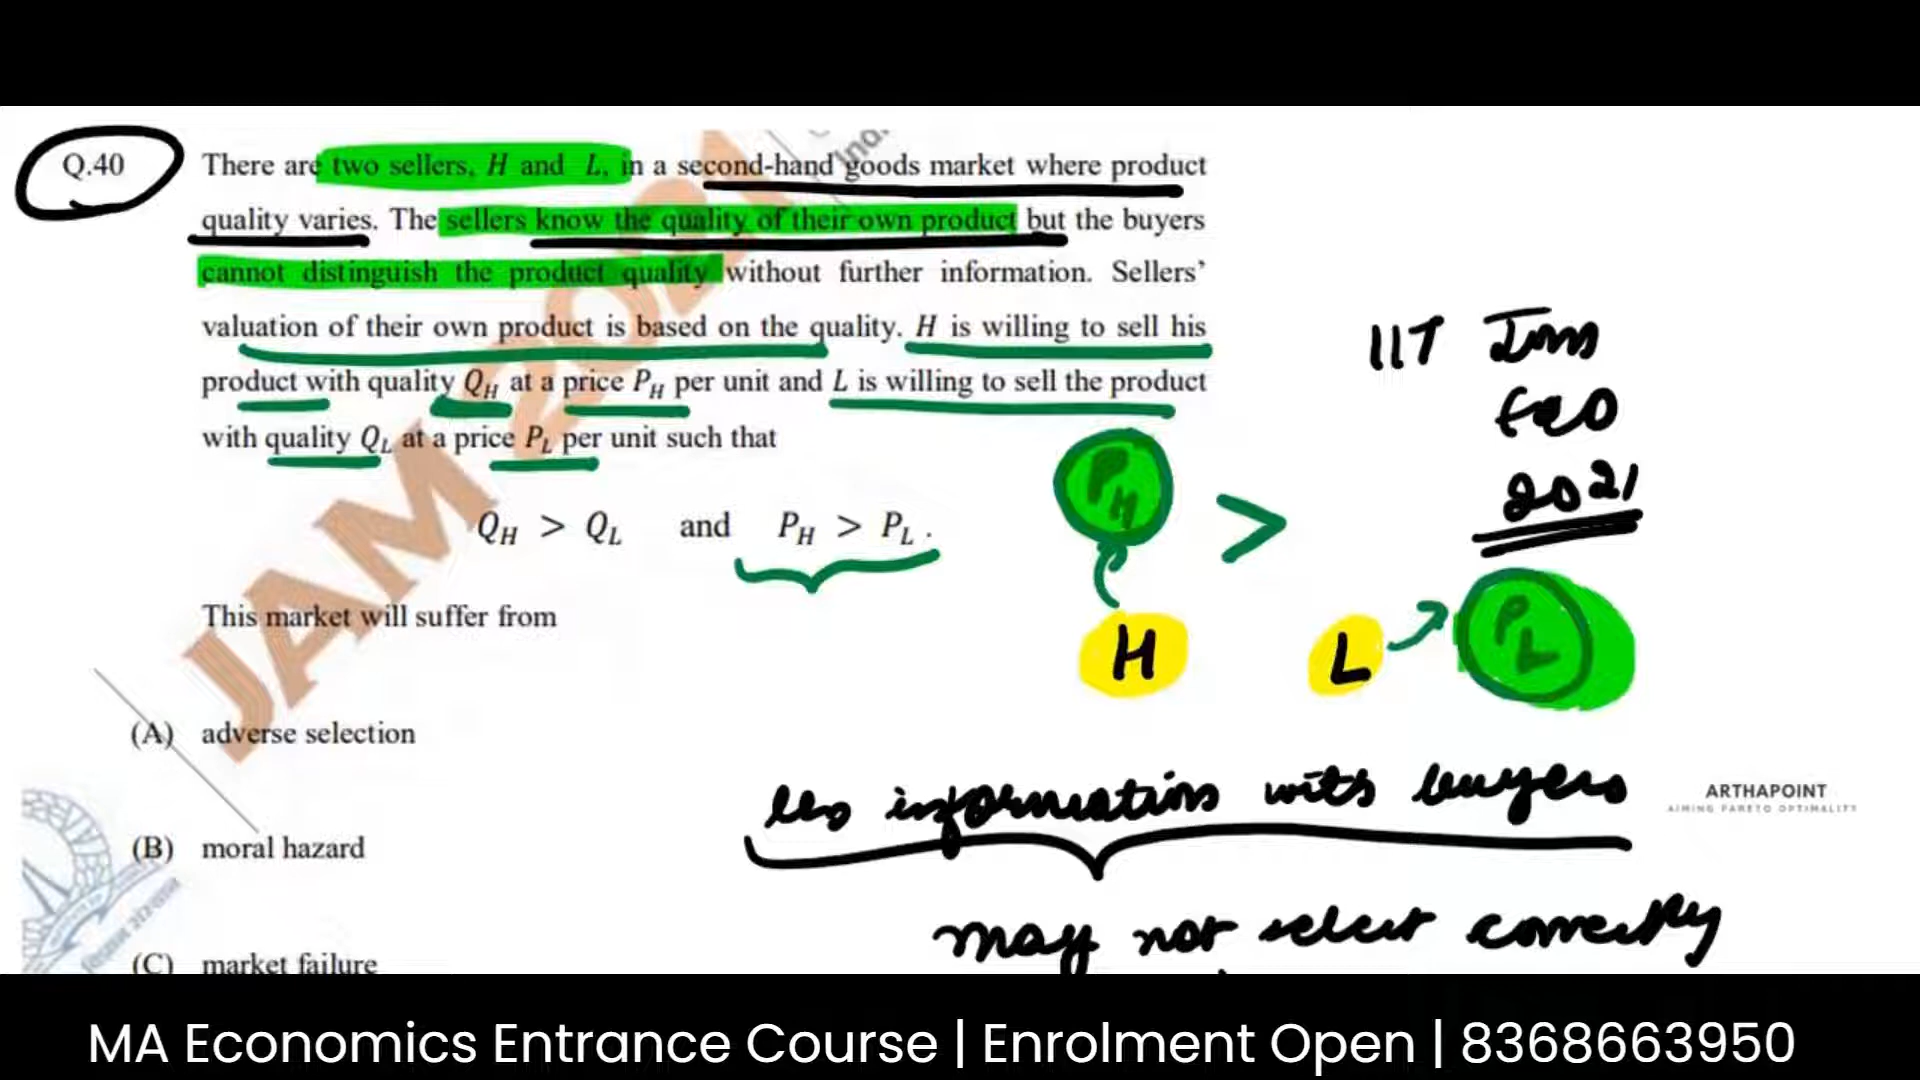 Q.40 There are two sellers, H and L, in a second-hand goods market where product
quality varies. The sellers know the quality of their own product but the buyers
cannot distinguish the product quality without further information. Sellers’
valuation of their own product is based on the quality. H is willing to sell his
product with quality Q_H at a price P_H per unit and L is willing to sell the product
with quality Q_L at a price P_L per unit such that
Q_H > Q_L and P_H > P_L .
This market will suffer from
(A) adverse selection
(B) moral hazard
(C) market failure
JAM 2021
IIT Jam
ECO
2021
P_H > P_L
H L
less information with buyers
may not select correctly
ARTHAPOINT
AIMING PARETO OPTIMALITY
MA Economics Entrance Course | Enrolment Open | 8368663950